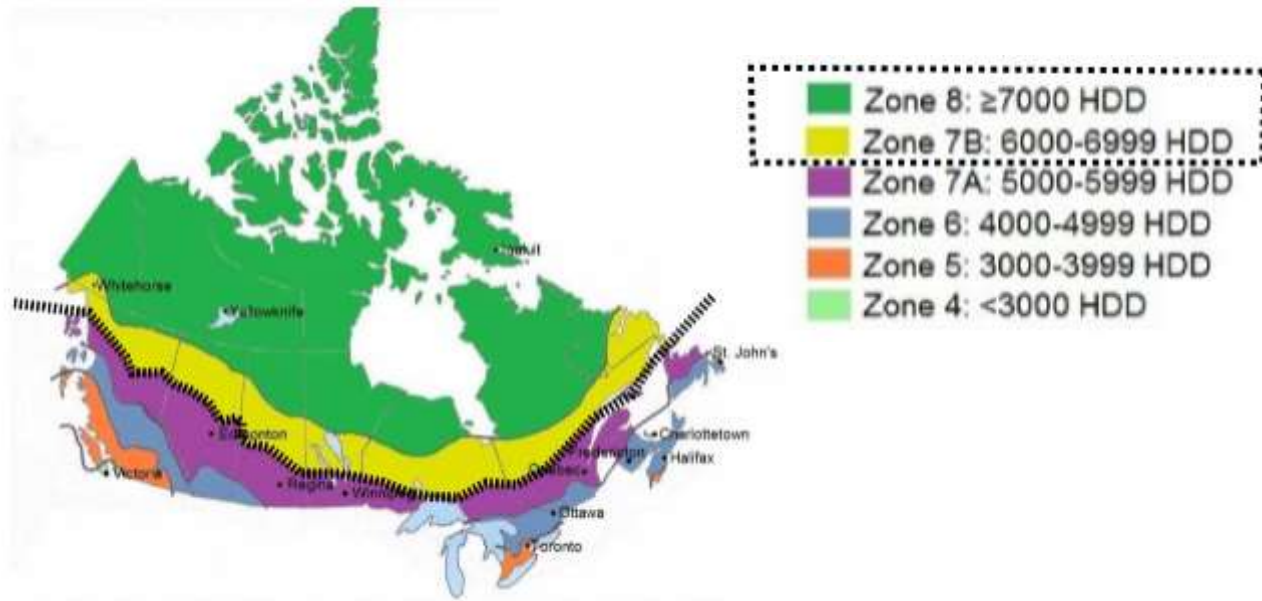 Zone 8: ≥7000 HDD
Zone 7B: 6000-6999 HDD
Zone 7A: 5000-5999 HDD
Zone 6: 4000-4999 HDD
Zone 5: 3000-3999 HDD
Zone 4: <3000 HDD
Iqaluit
Whitehorse
Yellowknife
St. John's
Edmonton
Charlottetown
Fredericton
Halifax
Quebec
Victoria
Regina
Winnipeg
Ottawa
Toronto